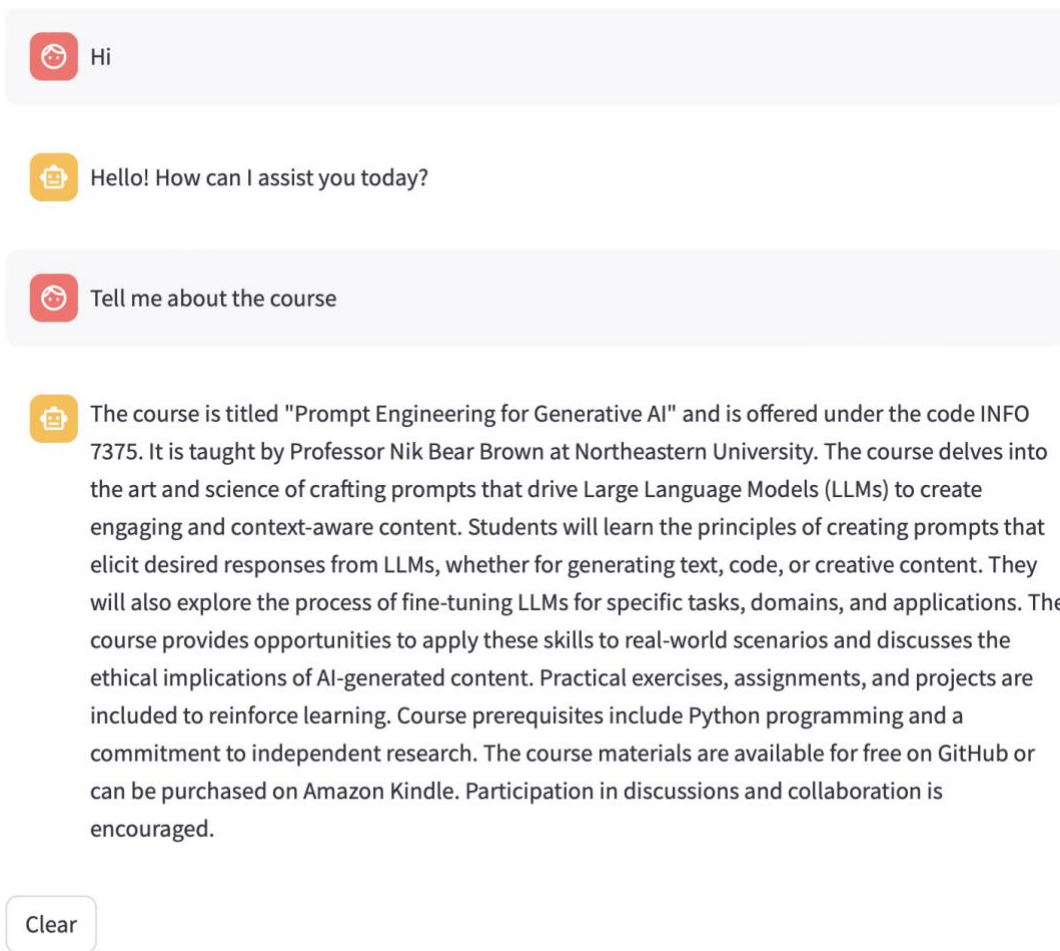 Hi
Hello! How can I assist you today?
Tell me about the course
The course is titled "Prompt Engineering for Generative AI" and is offered under the code INFO
7375. It is taught by Professor Nik Bear Brown at Northeastern University. The course delves into
the art and science of crafting prompts that drive Large Language Models (LLMs) to create
engaging and context-aware content. Students will learn the principles of creating prompts that
elicit desired responses from LLMs, whether for generating text, code, or creative content. They
will also explore the process of fine-tuning LLMs for specific tasks, domains, and applications. The
course provides opportunities to apply these skills to real-world scenarios and discusses the
ethical implications of AI-generated content. Practical exercises, assignments, and projects are
included to reinforce learning. Course prerequisites include Python programming and a
commitment to independent research. The course materials are available for free on GitHub or
can be purchased on Amazon Kindle. Participation in discussions and collaboration is
encouraged.
Clear